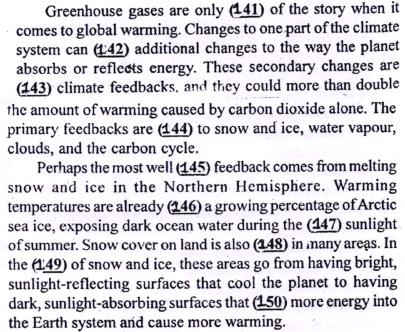 Greenhouse gases are only (141) of the story when it
comes to global warming. Changes to one part of the climate
system can (142) additional changes to the way the planet
absorbs or reflects energy. These secondary changes are
(143) climate feedbacks, and they could more than double
the amount of warming caused by carbon dioxide alone. The
primary feedbacks are (144) to snow and ice, water vapour,
clouds, and the carbon cycle.
Perhaps the most well (145) feedback comes from melting
snow and ice in the Northern Hemisphere. Warming
temperatures are already (146) a growing percentage of Arctic
sea ice, exposing dark ocean water during the (147) sunlight
of summer. Snow cover on land is also (148) in many areas. In
the (149) of snow and ice, these areas go from having bright,
sunlight-reflecting surfaces that cool the planet to having
dark, sunlight-absorbing surfaces that (150) more energy into
the Earth system and cause more warming.